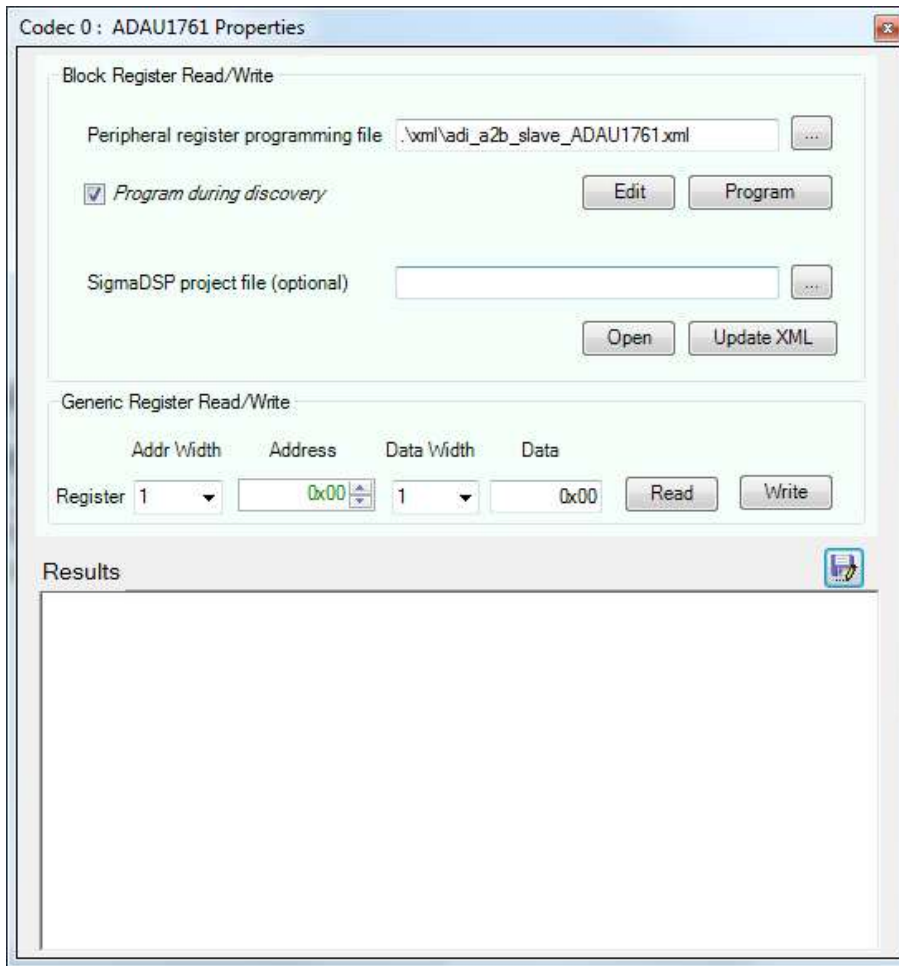 Codec 0 : ADAU1761 Properties
x
Block Register Read/Write
Peripheral register programming file .\xml\adi_a2b_slave_ADAU1761.xml ...
Program during discovery Edit Program
SigmaDSP project file (optional) ...
Open Update XML
Generic Register Read/Write
Addr Width Address Data Width Data
Register 1 0x00 1 0x00 Read Write
Results